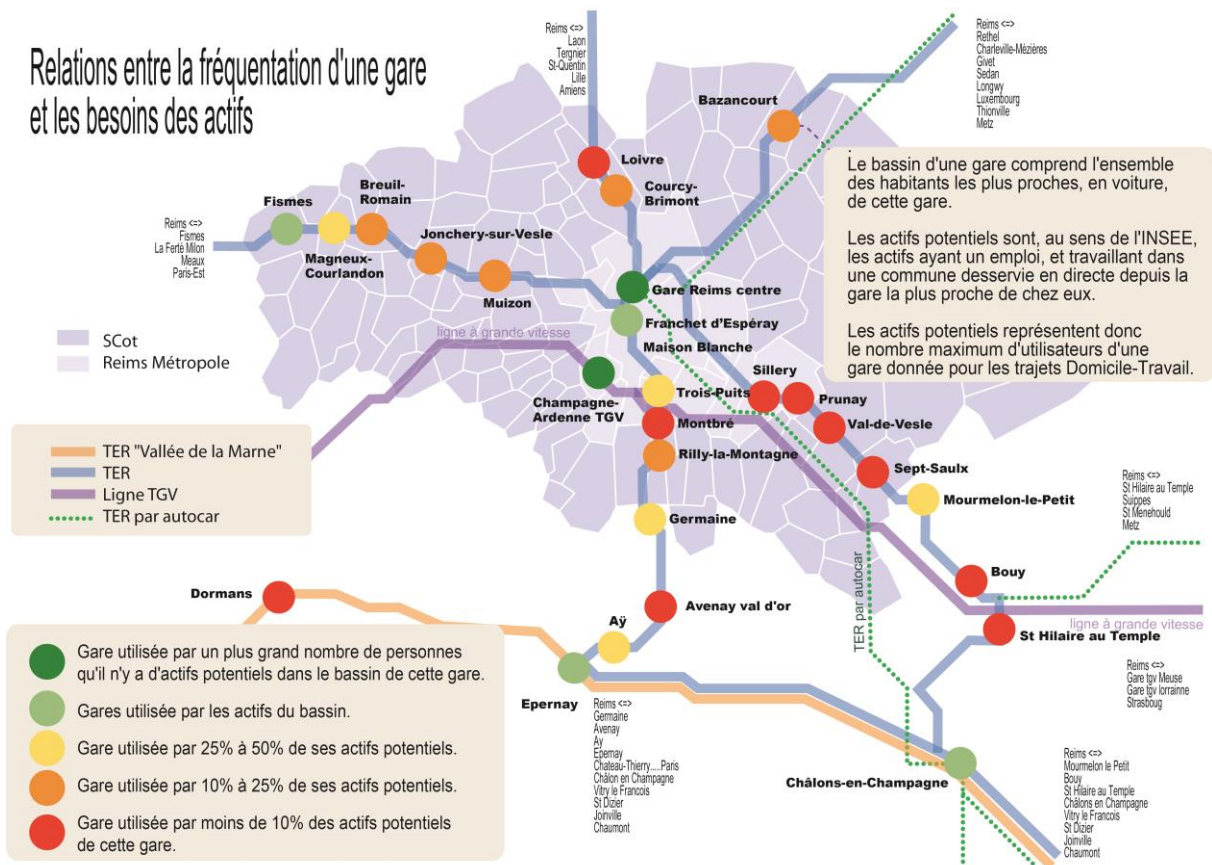 Relations entre la fréquentation d'une gare
et les besoins des actifs
Reims <=>
Laon
Tergnier
St-Quentin
Lille
Amiens
Reims <=>
Rethel
Charleville-Mézières
Givet
Sedan
Longwy
Luxembourg
Thionville
Metz
Bazancourt
Loivre
Courcy-
Brimont
Le bassin d'une gare comprend l'ensemble
des habitants les plus proches, en voiture,
de cette gare.
Les actifs potentiels sont, au sens de l'INSEE,
les actifs ayant un emploi, et travaillant dans
une commune desservie en directe depuis la
gare la plus proche de chez eux.
Les actifs potentiels représentent donc
le nombre maximum d'utilisateurs d'une
gare donnée pour les trajets Domicile-Travail.
Fismes
Breuil-
Romain
Reims <=>
Fismes
La Ferté Milon
Meaux
Paris-Est
Magneux-
Courlandon
Jonchery-sur-Vesle
Muizon
Gare Reims centre
Franchet d'Espéray
Maison Blanche
ligne à grande vitesse
SCot
Reims Métropole
Champagne-
Ardenne TGV
Trois-Puits
Montbré
Rilly-la-Montagne
Sillery
Prunay
Val-de-Vesle
Sept-Saulx
Mourmelon-le-Petit
TER "Vallée de la Marne"
TER
Ligne TGV
TER par autocar
Germaine
Reims <=>
St Hilaire au Temple
Suippes
St Menehould
Metz
Bouy
TER par autocar
Dormans
Avenay val d'or
Aÿ
St Hilaire au Temple
ligne à grande vitesse
Gare utilisée par un plus grand nombre de personnes
qu'il n'y a d'actifs potentiels dans le bassin de cette gare.
Gares utilisée par les actifs du bassin.
Gare utilisée par 25% à 50% de ses actifs potentiels.
Gare utilisée par 10% à 25% de ses actifs potentiels.
Gare utilisée par moins de 10% des actifs potentiels
de cette gare.
Epernay
Reims <=>
Germaine
Avenay
Ay
Epernay
Chateau-Thierry....Paris
Châlon en Champagne
Vitry le Francois
St Dizier
Joinville
Chaumont
Reims <=>
Gare tgv Meuse
Gare tgv lorrainne
Strasboug
Châlons-en-Champagne
Reims <=>
Mourmelon le Petit
Bouy
St Hilaire au Temple
Châlons en Champagne
Vitry le Francois
St Dizier
Joinville
Chaumont